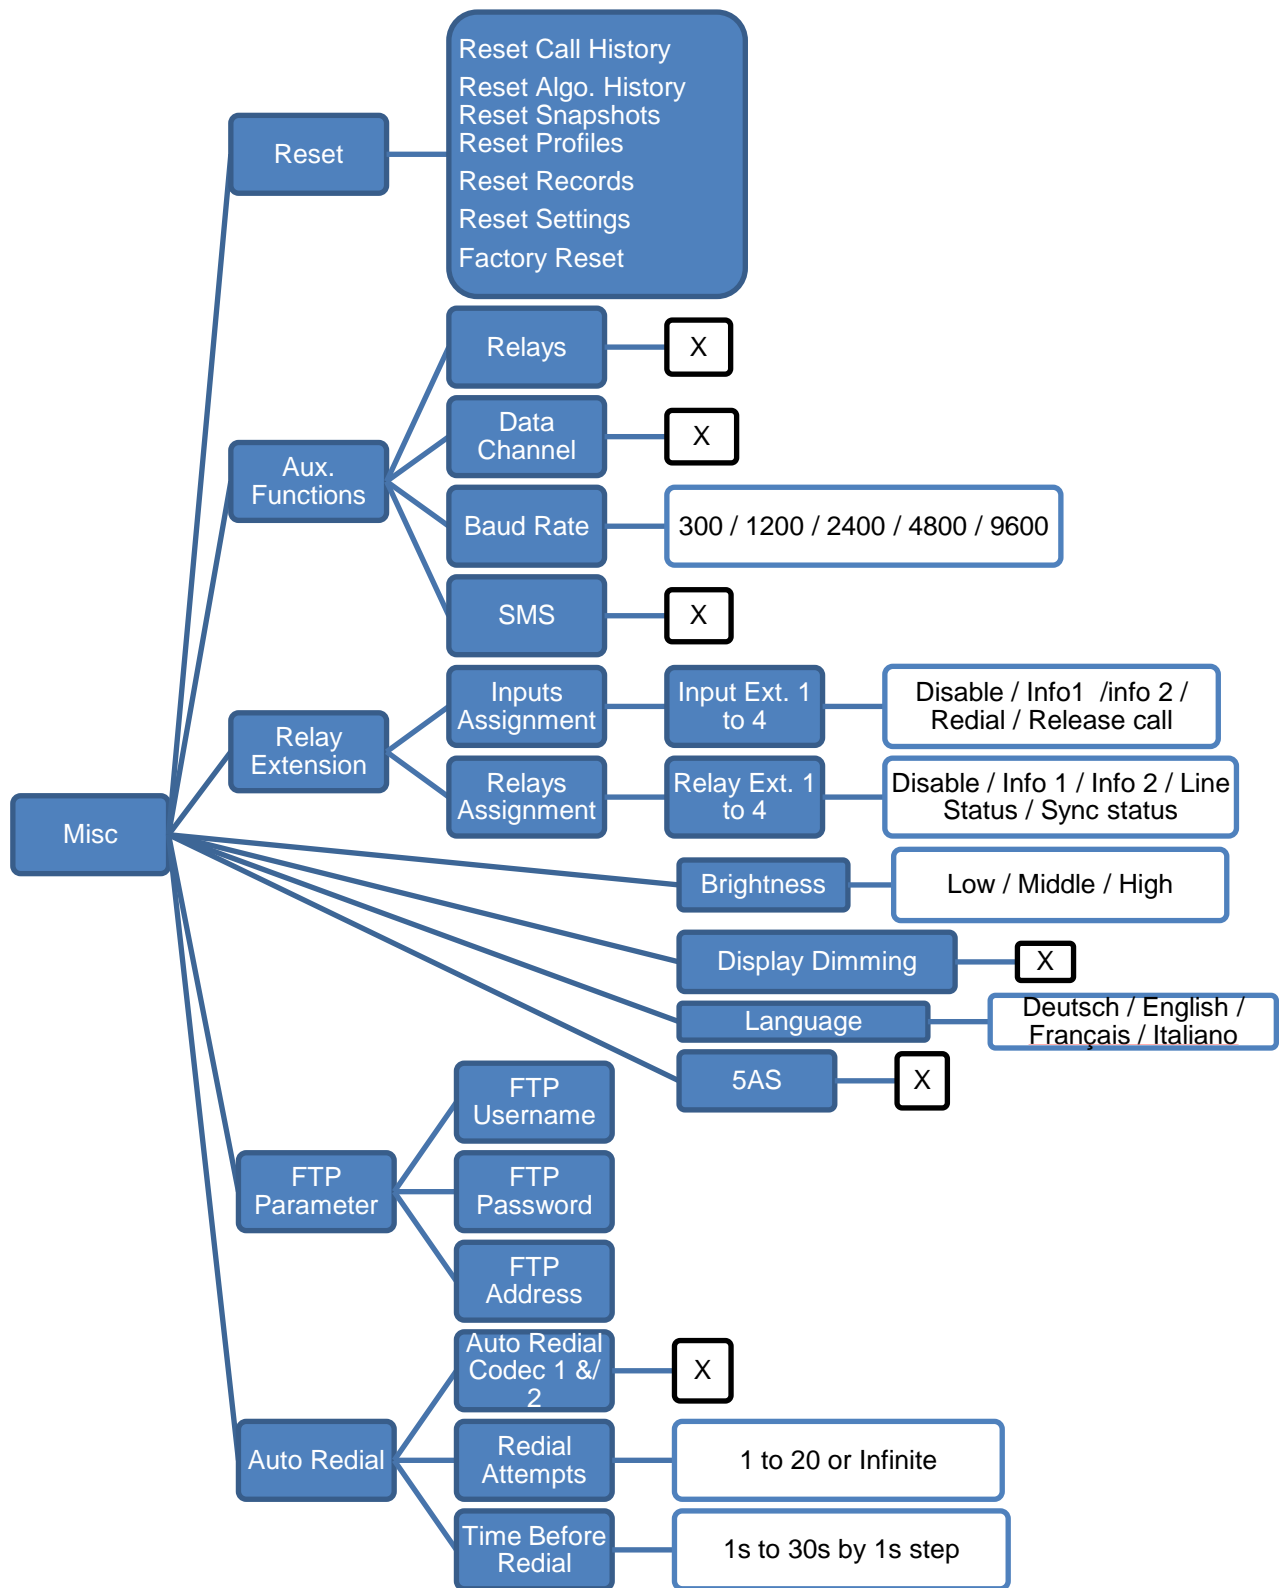 Reset Call History
Reset Algo. History
Reset Snapshots
Reset Profiles
Reset Records
Reset Settings
Factory Reset
Reset
Relays
X
Data
Channel
X
Aux.
Functions
Baud Rate
300 / 1200 / 2400 / 4800 / 9600
SMS
X
Inputs
Assignment
Input Ext. 1
to 4
Disable / Info1  /info 2 /
Redial / Release call
Relay
Extension
Relays
Assignment
Relay Ext. 1
to 4
Disable / Info 1 / Info 2 / Line
Status / Sync status
Misc
Brightness
Low / Middle / High
Display Dimming
X
Language
Deutsch / English /
Français / Italiano
5AS
X
FTP
Username
FTP
Parameter
FTP
Password
FTP
Address
Auto Redial
Codec 1 &/
2
X
Auto Redial
Redial
Attempts
1 to 20 or Infinite
Time Before
Redial
1s to 30s by 1s step